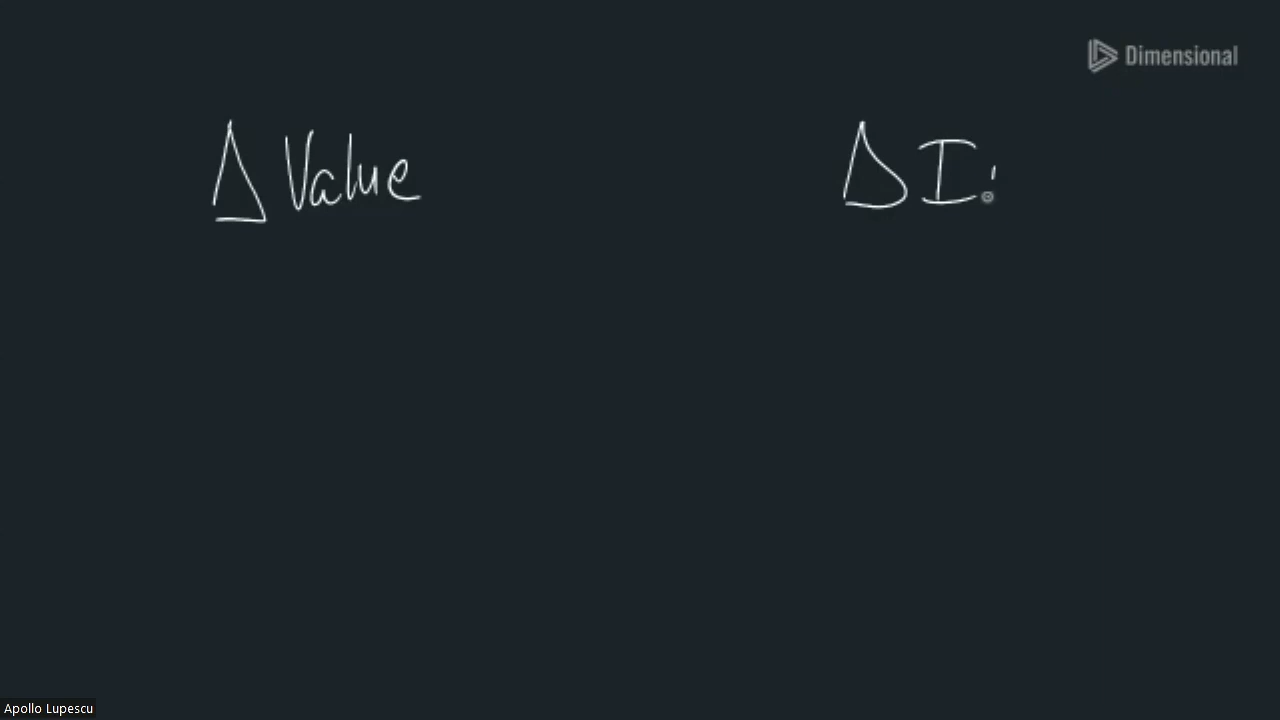 Dimensional
Δ Value Δ I
Apollo Lupescu